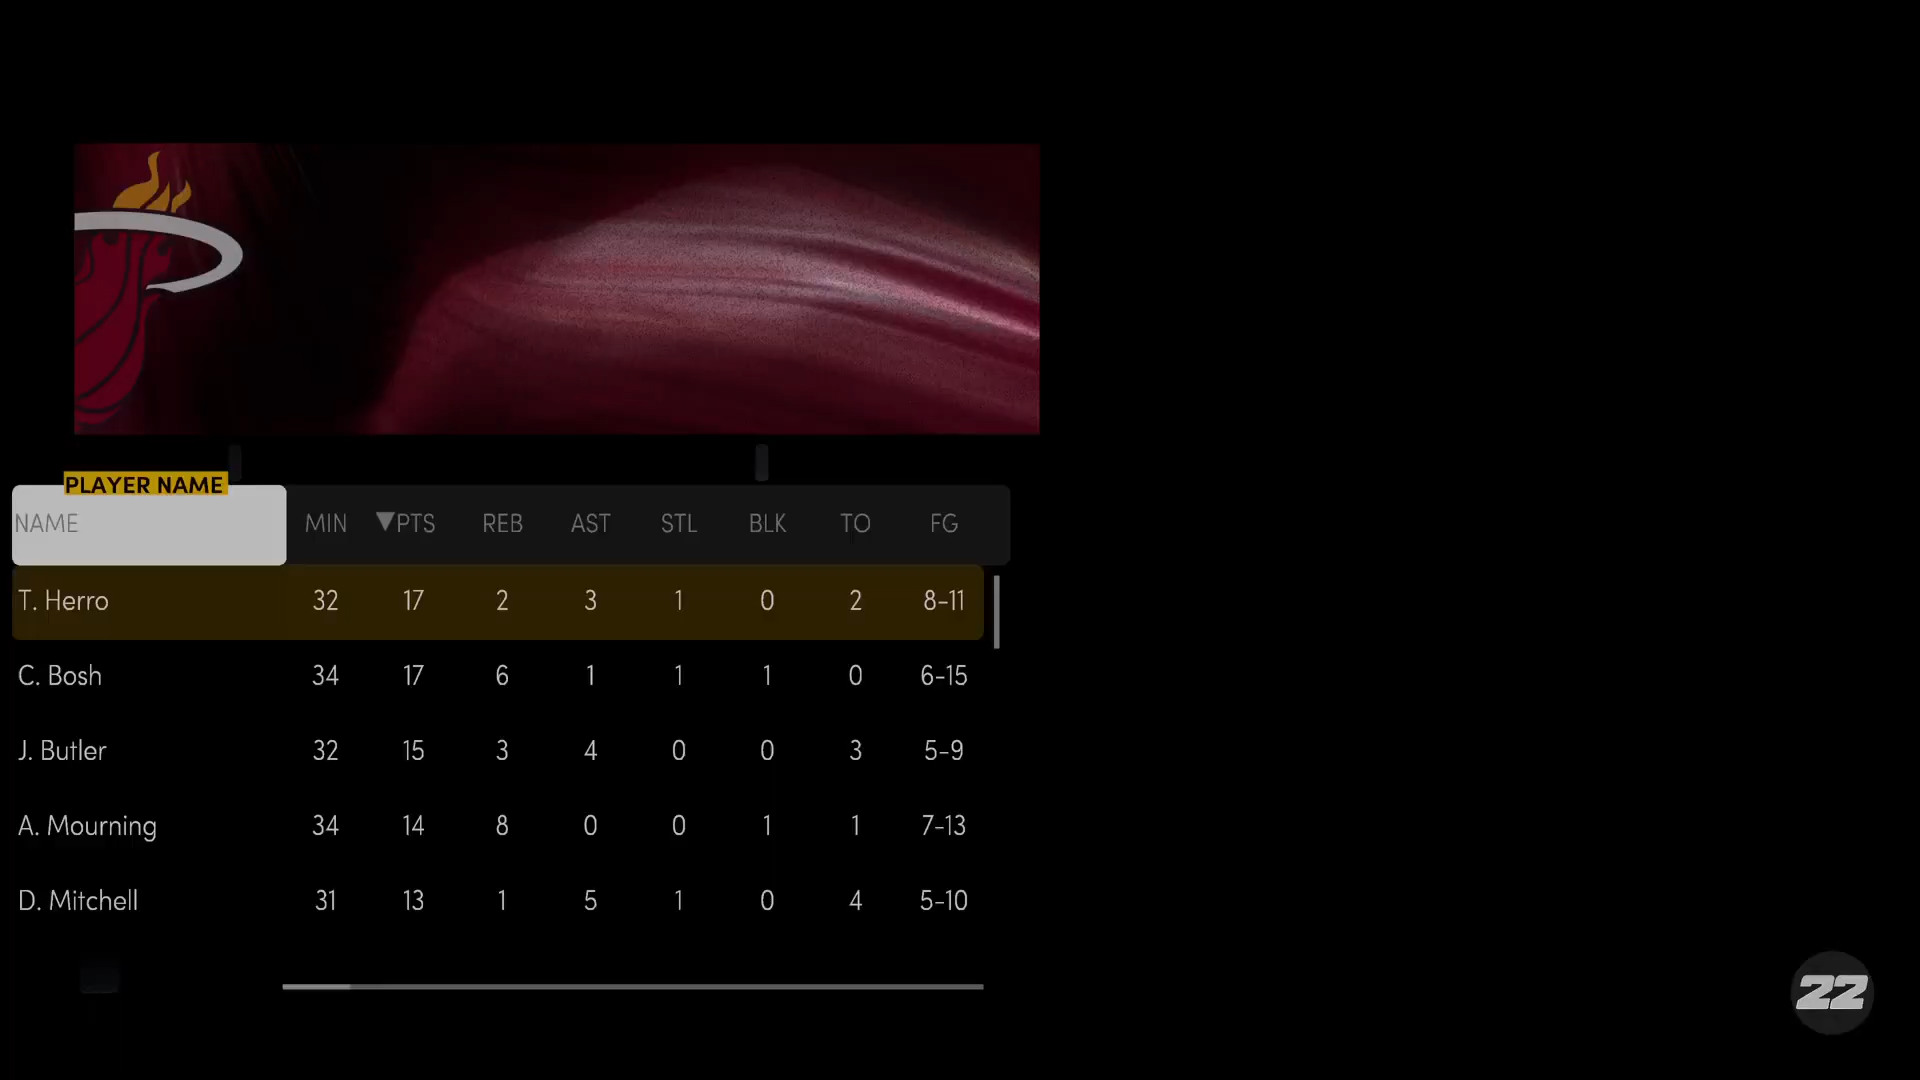 PLAYER NAME
NAME MIN ▼PTS REB AST STL BLK TO FG
T. Herro 32 17 2 3 1 0 2 8-11
C. Bosh 34 17 6 1 1 1 0 6-15
J. Butler 32 15 3 4 0 0 3 5-9
A. Mourning 34 14 8 0 0 1 1 7-13
D. Mitchell 31 13 1 5 1 0 4 5-10
22